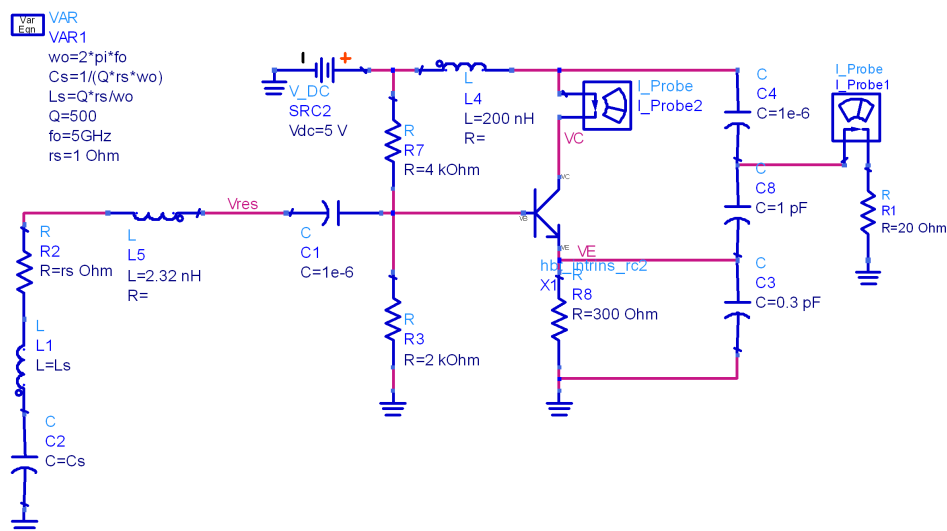 Var
Eqn
VAR
VAR1
wo=2*pi*fo
Cs=1/(Q*rs*wo)
Ls=Q*rs/wo
Q=500
fo=5GHz
rs=1 Ohm
V_DC
SRC2
Vdc=5 V
L
L4
L=200 nH
R=
I_Probe
I_Probe2
C
C4
C=1e-6
I_Probe
I_Probe1
R
R7
R=4 kOhm
VC
VC
C
C8
C=1 pF
R
R1
R=20 Ohm
Vres
R
R2
R=rs Ohm
L
L5
L=2.32 nH
R=
C
C1
C=1e-6
VB
VE
VE
X1
R
R8
R=300 Ohm
C
C3
C=0.3 pF
R
R3
R=2 kOhm
L
L1
L=Ls
C
C2
C=Cs